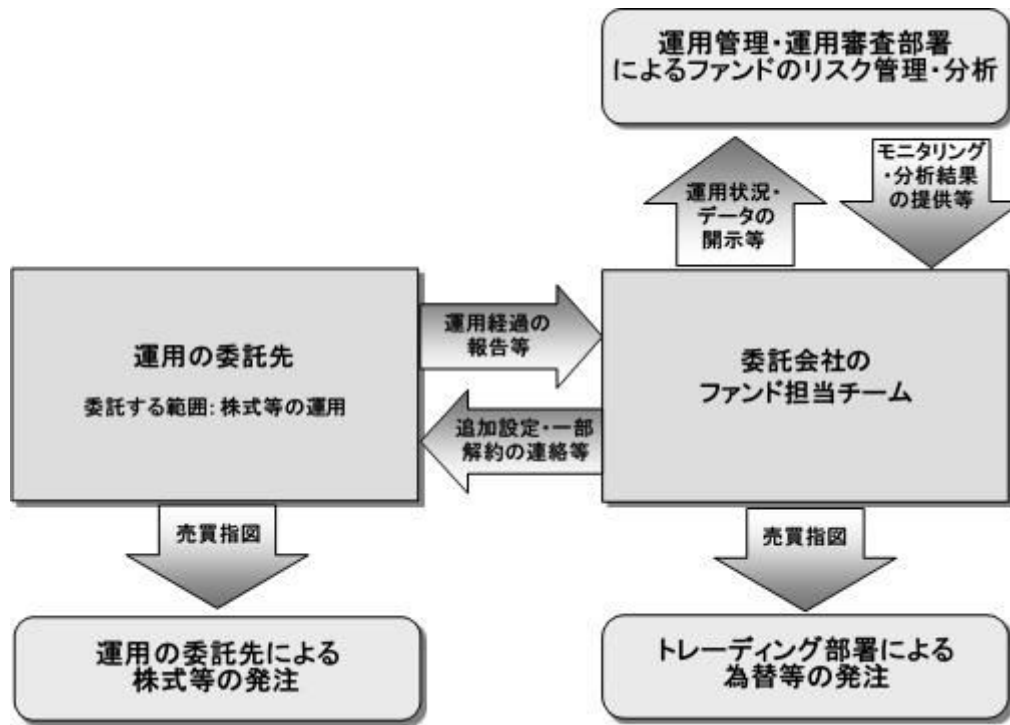 運用管理・運用審査部署
によるファンドのリスク管理・分析
運用状況・
データの
開示等
モニタリング
・分析結果
の提供等
運用の委託先
委託する範囲: 株式等の運用
運用経過の
報告等
追加設定・一部
解約の連絡等
委託会社の
ファンド担当チーム
売買指図
売買指図
運用の委託先による
株式等の発注
トレーディング部署による
為替等の発注